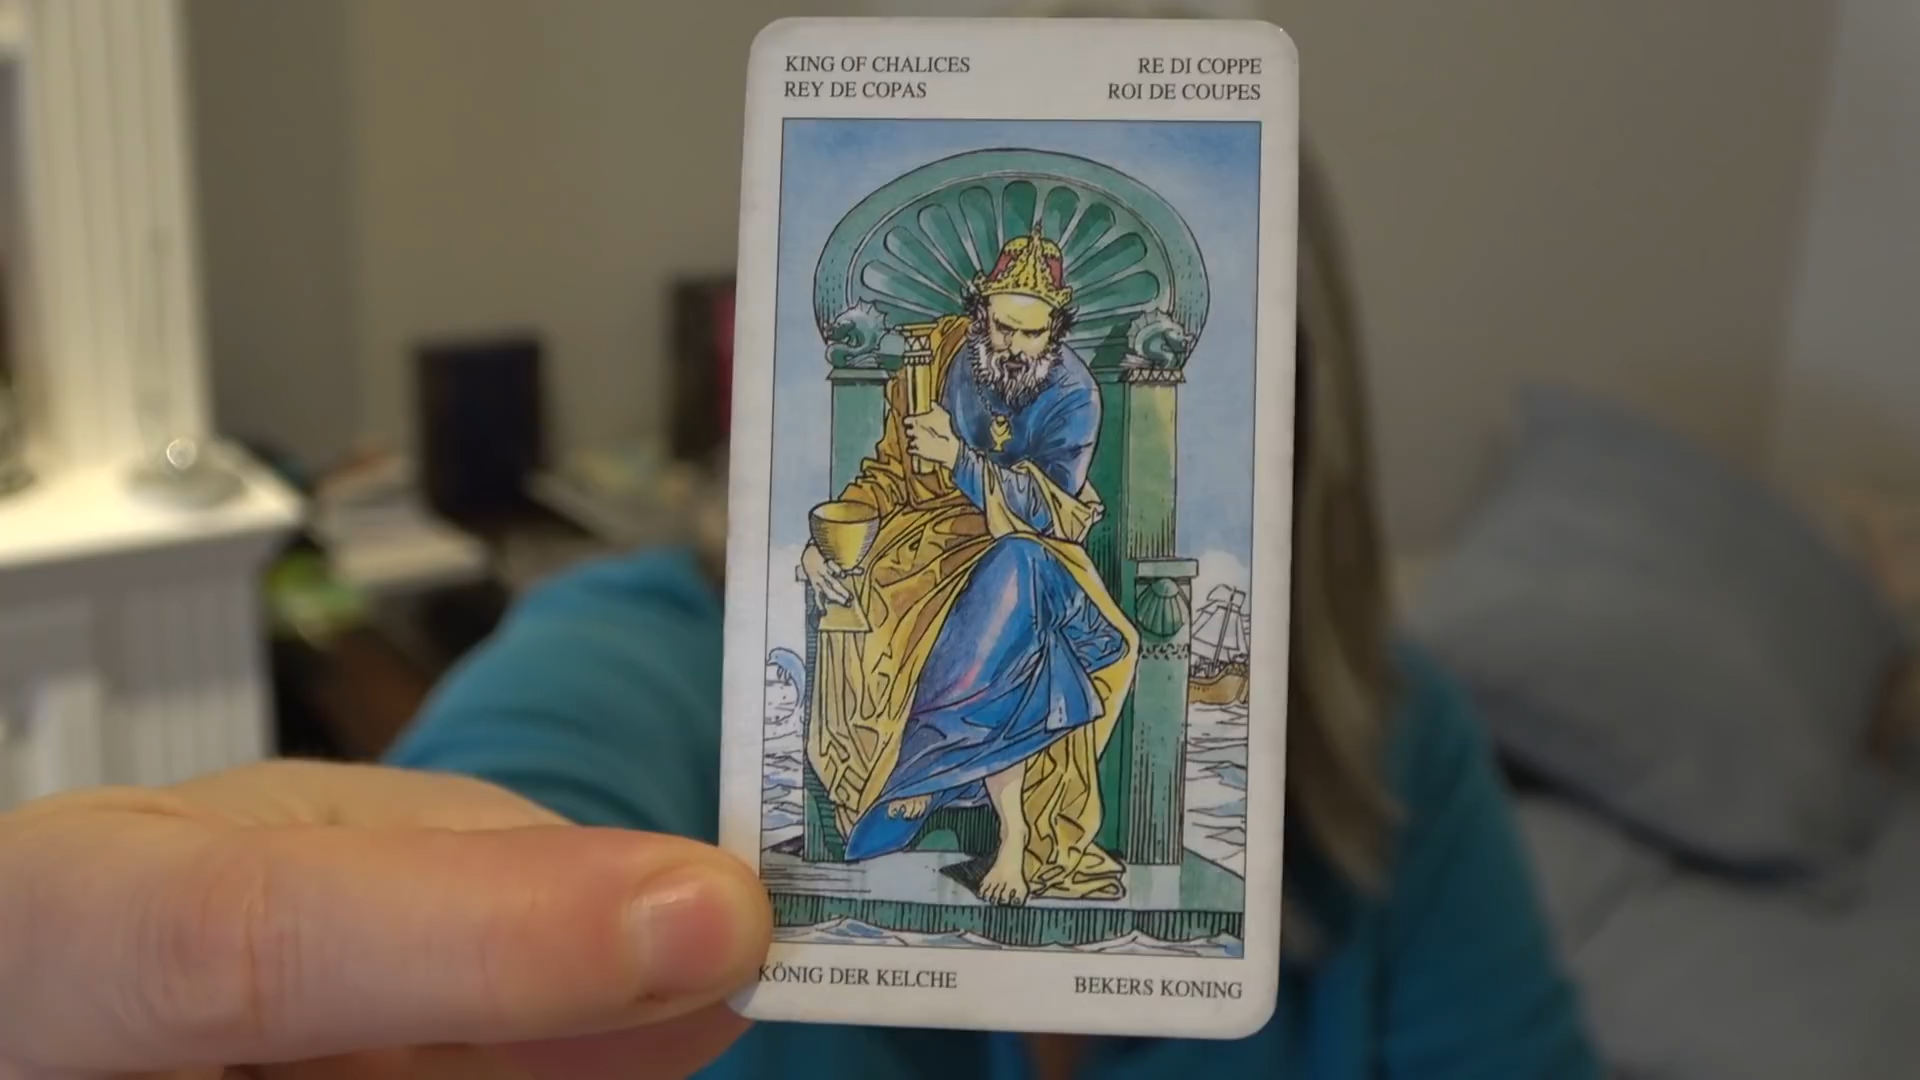 KING OF CHALICES
REY DE COPAS
RE DI COPPE
ROI DE COUPES
KÖNIG DER KELCHE
BEKERS KONING